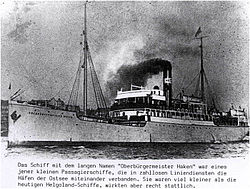 Das Schiff mit dem langen Namen "Oberbürgermeister Haken" war eines
jener kleinen Passagierschiffe, die in zahllosen Liniendiensten die
Häfen der Ostsee miteinander verbanden. Sie waren viel kleiner als die
heutigen Helgoland-Schiffe, wirkten aber recht stattlich.